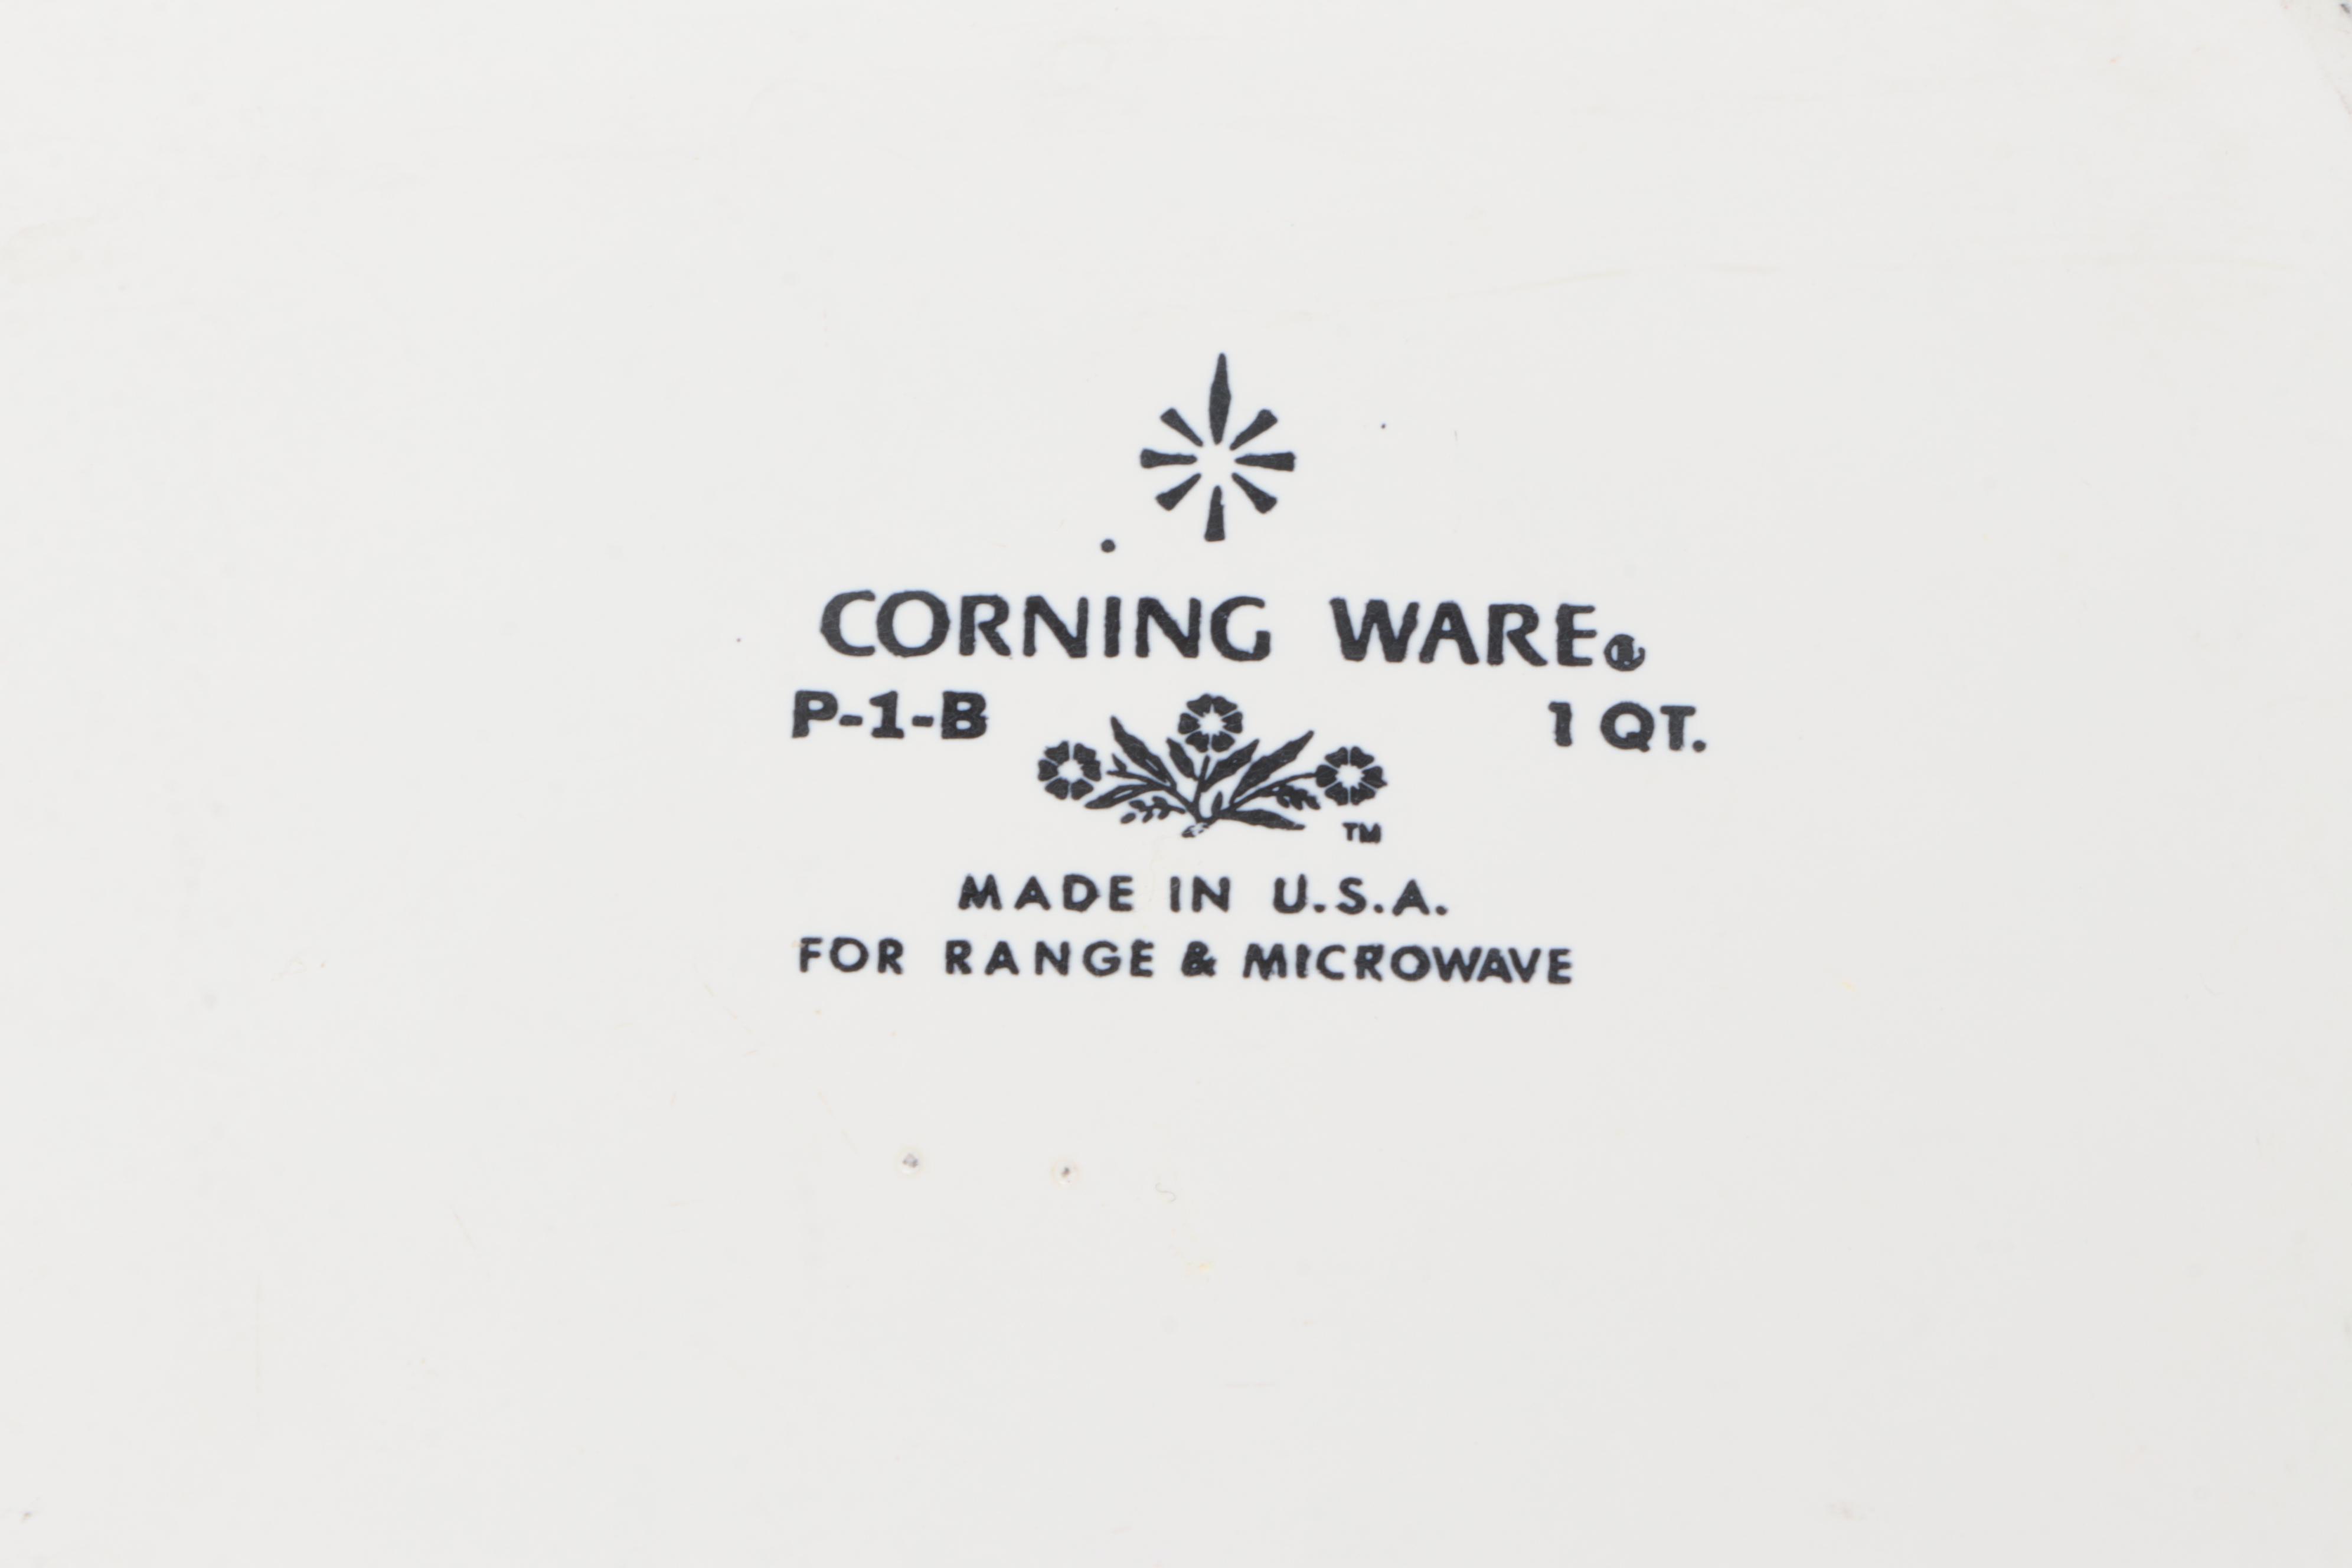 CORNING WARE®
P-1-B 1 QT.
TM
MADE IN U.S.A.
FOR RANGE & MICROWAVE